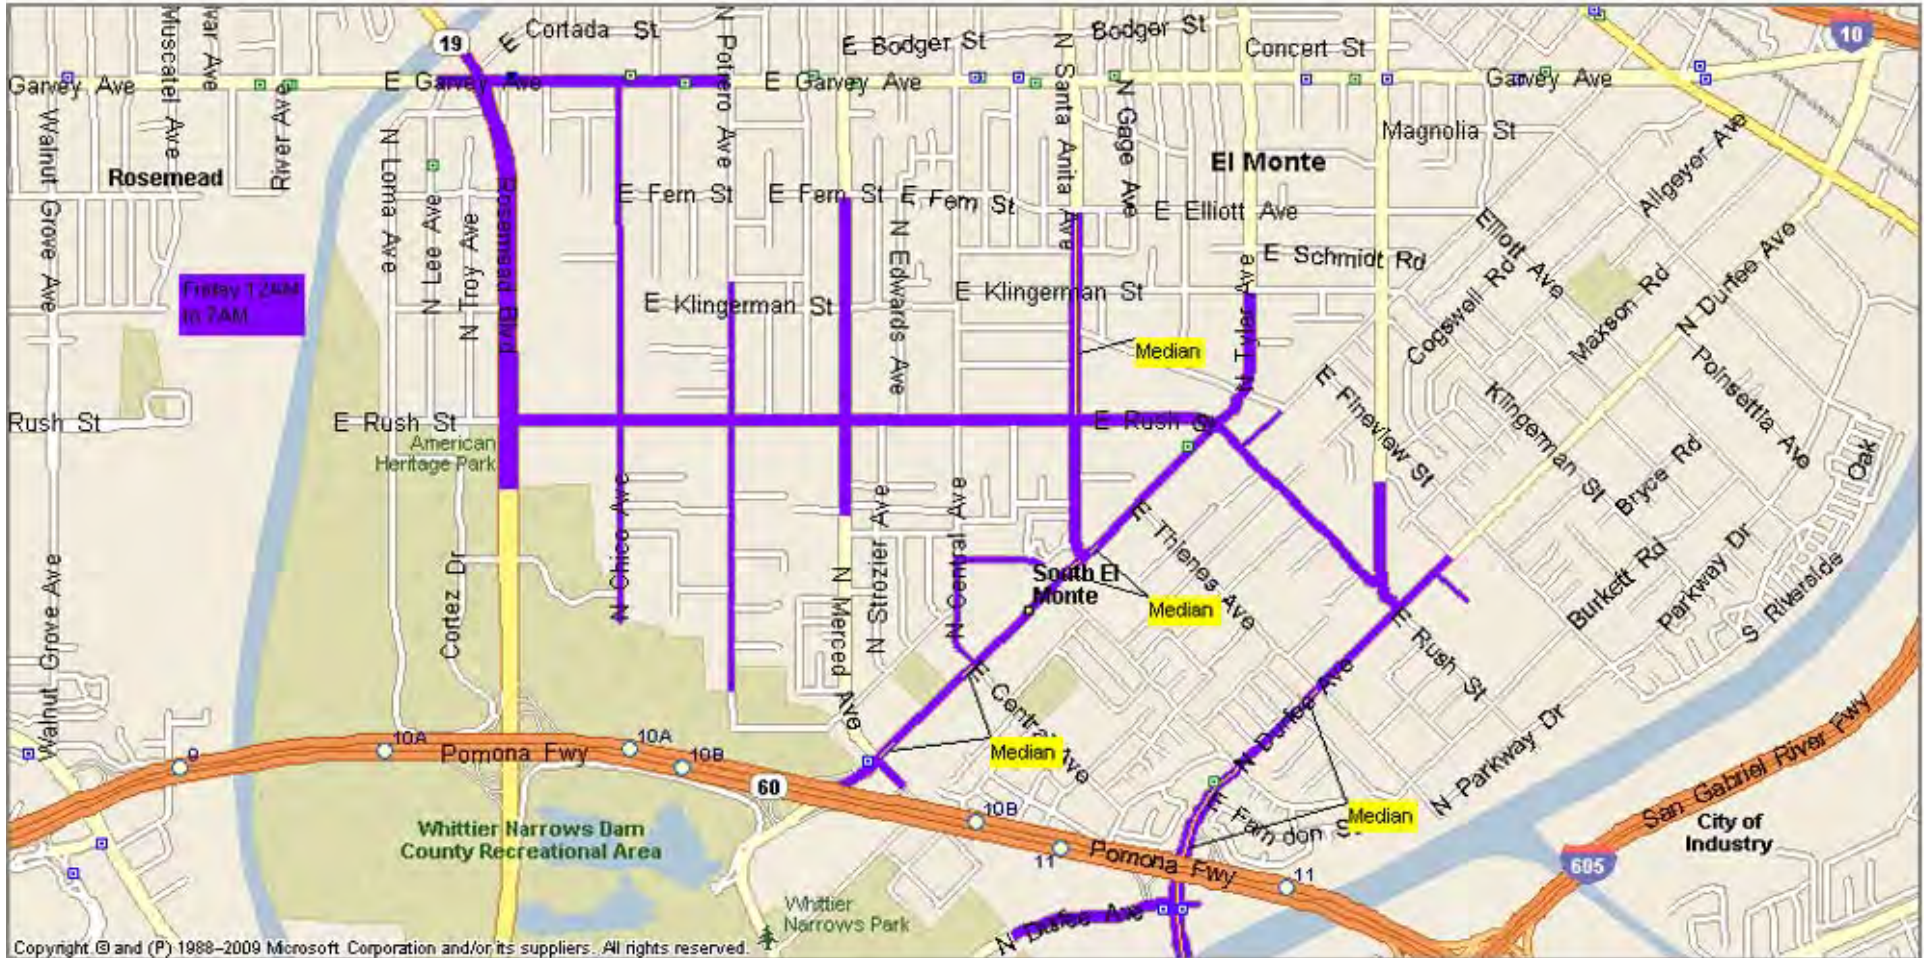 19
E Cortada St
N Potero Ave
E Bodger St
Bodger St
Concert St
10
Garvey Ave
E Garvey Ave
E Garvey Ave
Garvey Ave
Muscatel Ave
River Ave
Walnut Grove Ave
N Loma Ave
N Lee Ave
N Troy Ave
Rosemead Blvd
N Santa Anita Ave
N Gage Ave
Magnolia St
Allgeyer Ave
Rosemead
El Monte
E Fern St
E Fern St
E Fern St
E Elliott Ave
Elliott Ave
E Schmidt Rd
Cogswell Rd
Maxson Rd
N Durfee Ave
N Poinsettia Ave
Friday 12AM
to 7AM
E Klingerman St
N Edwards Ave
E Klingerman St
N Tyler Ave
Median
E Fineview St
Klingerman St
Bryce Rd
Oak
Rush St
E Rush St
E Rush St
American
Heritage Park
Walnut Grove Ave
Cortez Dr
N Chico Ave
N Merced Ave
N Strozier Ave
N Central Ave
South El
Monte
E Thienes Ave
Median
E Rush St
Burkett Rd
Parkway Dr
S Riverside
E Central Ave
Median
N Durfee Ave
N Parkway Dr
San Gabriel River Fwy
9
10A
Pomona Fwy
10A
10B
60
10B
11
Pomona Fwy
11
E Farndon St
Median
City of
Industry
605
Whittier Narrows Dam
County Recreational Area
Whittier
Narrows Park
N Durfee Ave
Copyright © and (P) 1988–2009 Microsoft Corporation and/or its suppliers. All rights reserved.